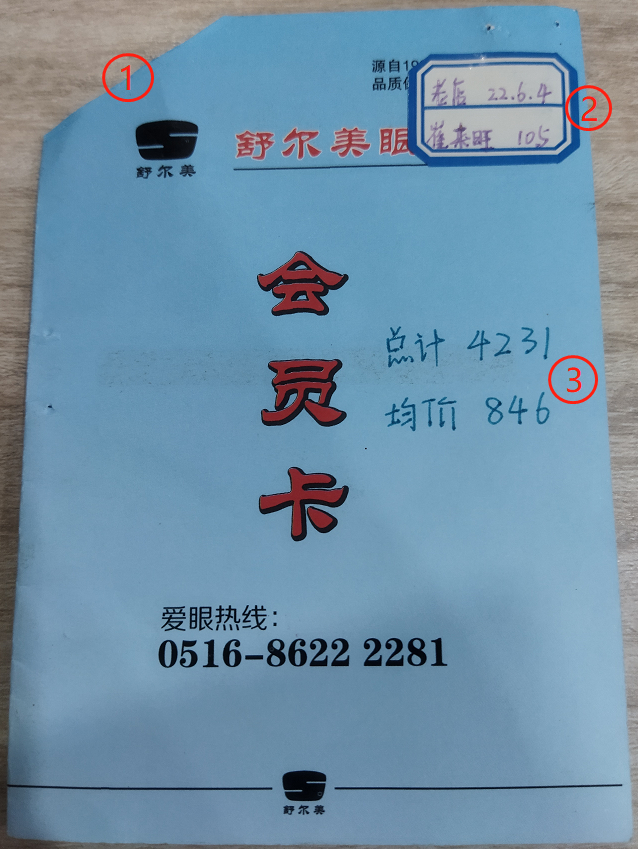 ①
源自19
品质
老店 22.6.4
②
崔来旺 105
舒尔美
舒尔美眼
会
员
卡
总计 4231
③
均价 846
爱眼热线:
0516-8622 2281
舒尔美